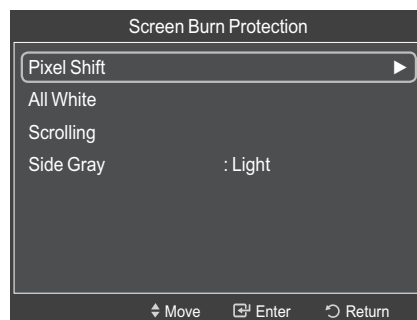 Screen Burn Protection
Pixel Shift
All White
Scrolling
Side Gray : Light
Move Enter Return